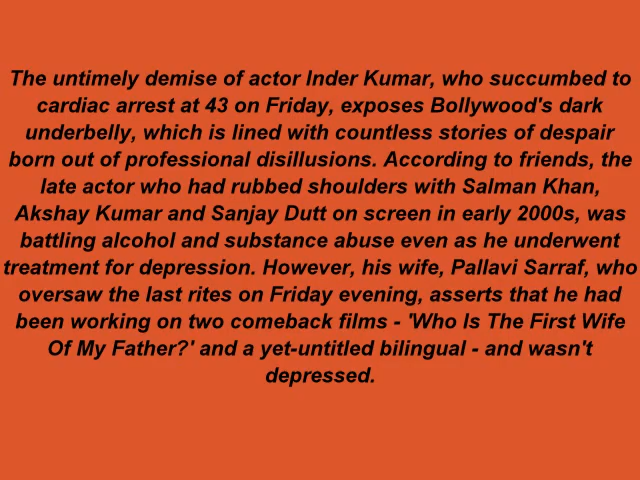 The untimely demise of actor Inder Kumar, who succumbed to
cardiac arrest at 43 on Friday, exposes Bollywood's dark
underbelly, which is lined with countless stories of despair
born out of professional disillusions. According to friends, the
late actor who had rubbed shoulders with Salman Khan,
Akshay Kumar and Sanjay Dutt on screen in early 2000s, was
battling alcohol and substance abuse even as he underwent
treatment for depression. However, his wife, Pallavi Sarraf, who
oversaw the last rites on Friday evening, asserts that he had
been working on two comeback films - 'Who Is The First Wife
Of My Father?' and a yet-untitled bilingual - and wasn't
depressed.